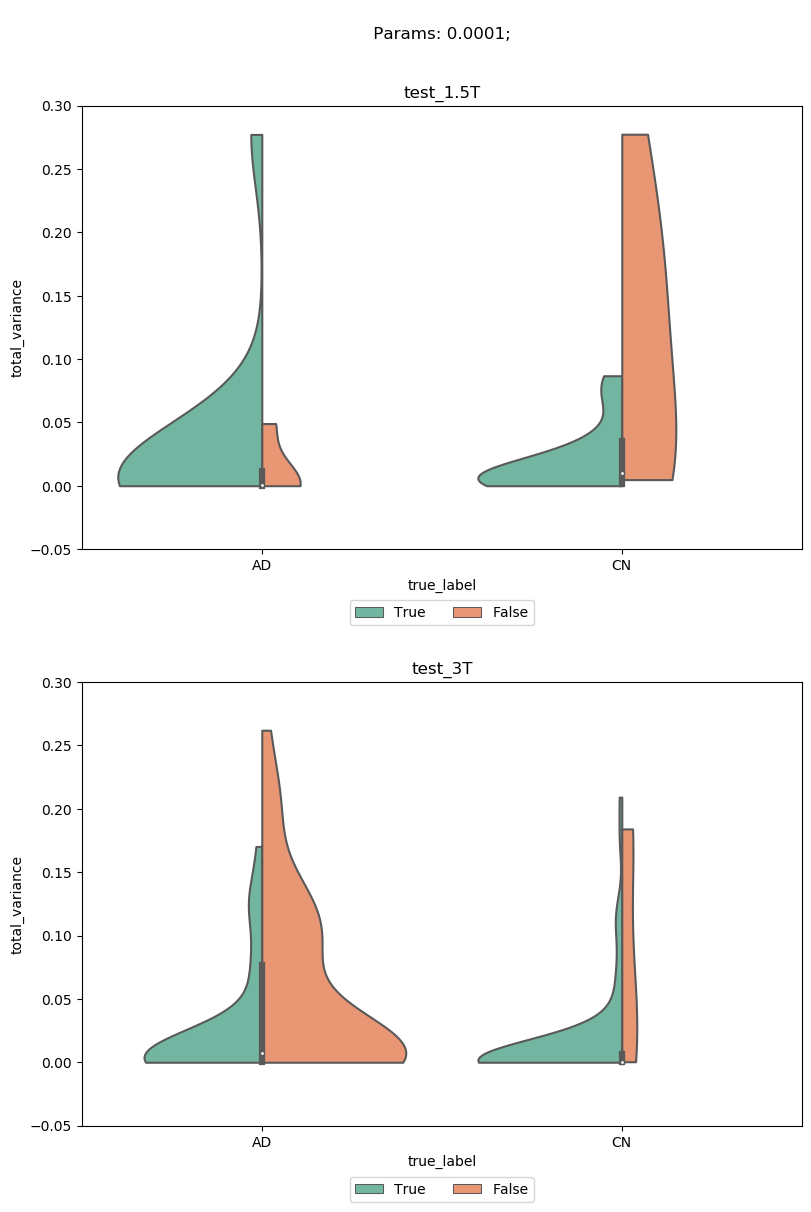 Params: 0.0001;
test_1.5T
0.30
0.25
0.20
0.15
0.10
0.05
0.00
−0.05
total_variance
AD CN
true_label
True False
test_3T
0.30
0.25
0.20
0.15
0.10
0.05
0.00
−0.05
total_variance
AD CN
true_label
True False